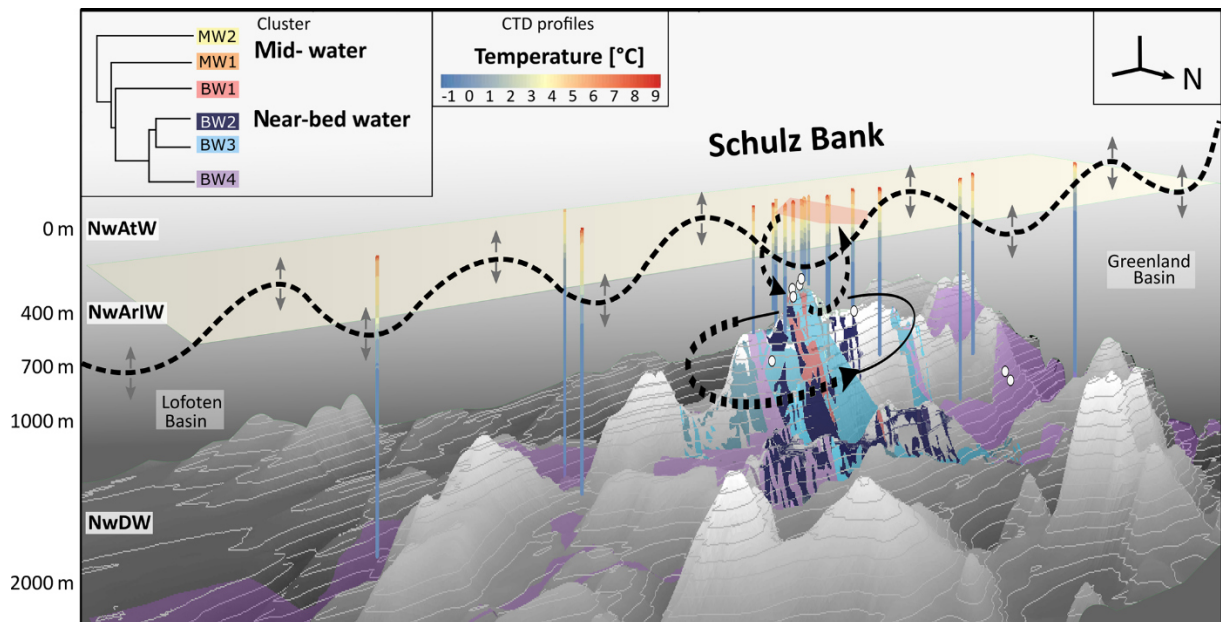 Cluster
MW2
Mid- water
MW1
BW1
BW2
Near-bed water
BW3
BW4
CTD profiles
Temperature [°C]
-1 0 1 2 3 4 5 6 7 8 9
N
Schulz Bank
0 m
NwAtW
400 m
NwArIW
700 m
1000 m
2000 m
NwDW
Lofoten
Basin
Greenland
Basin